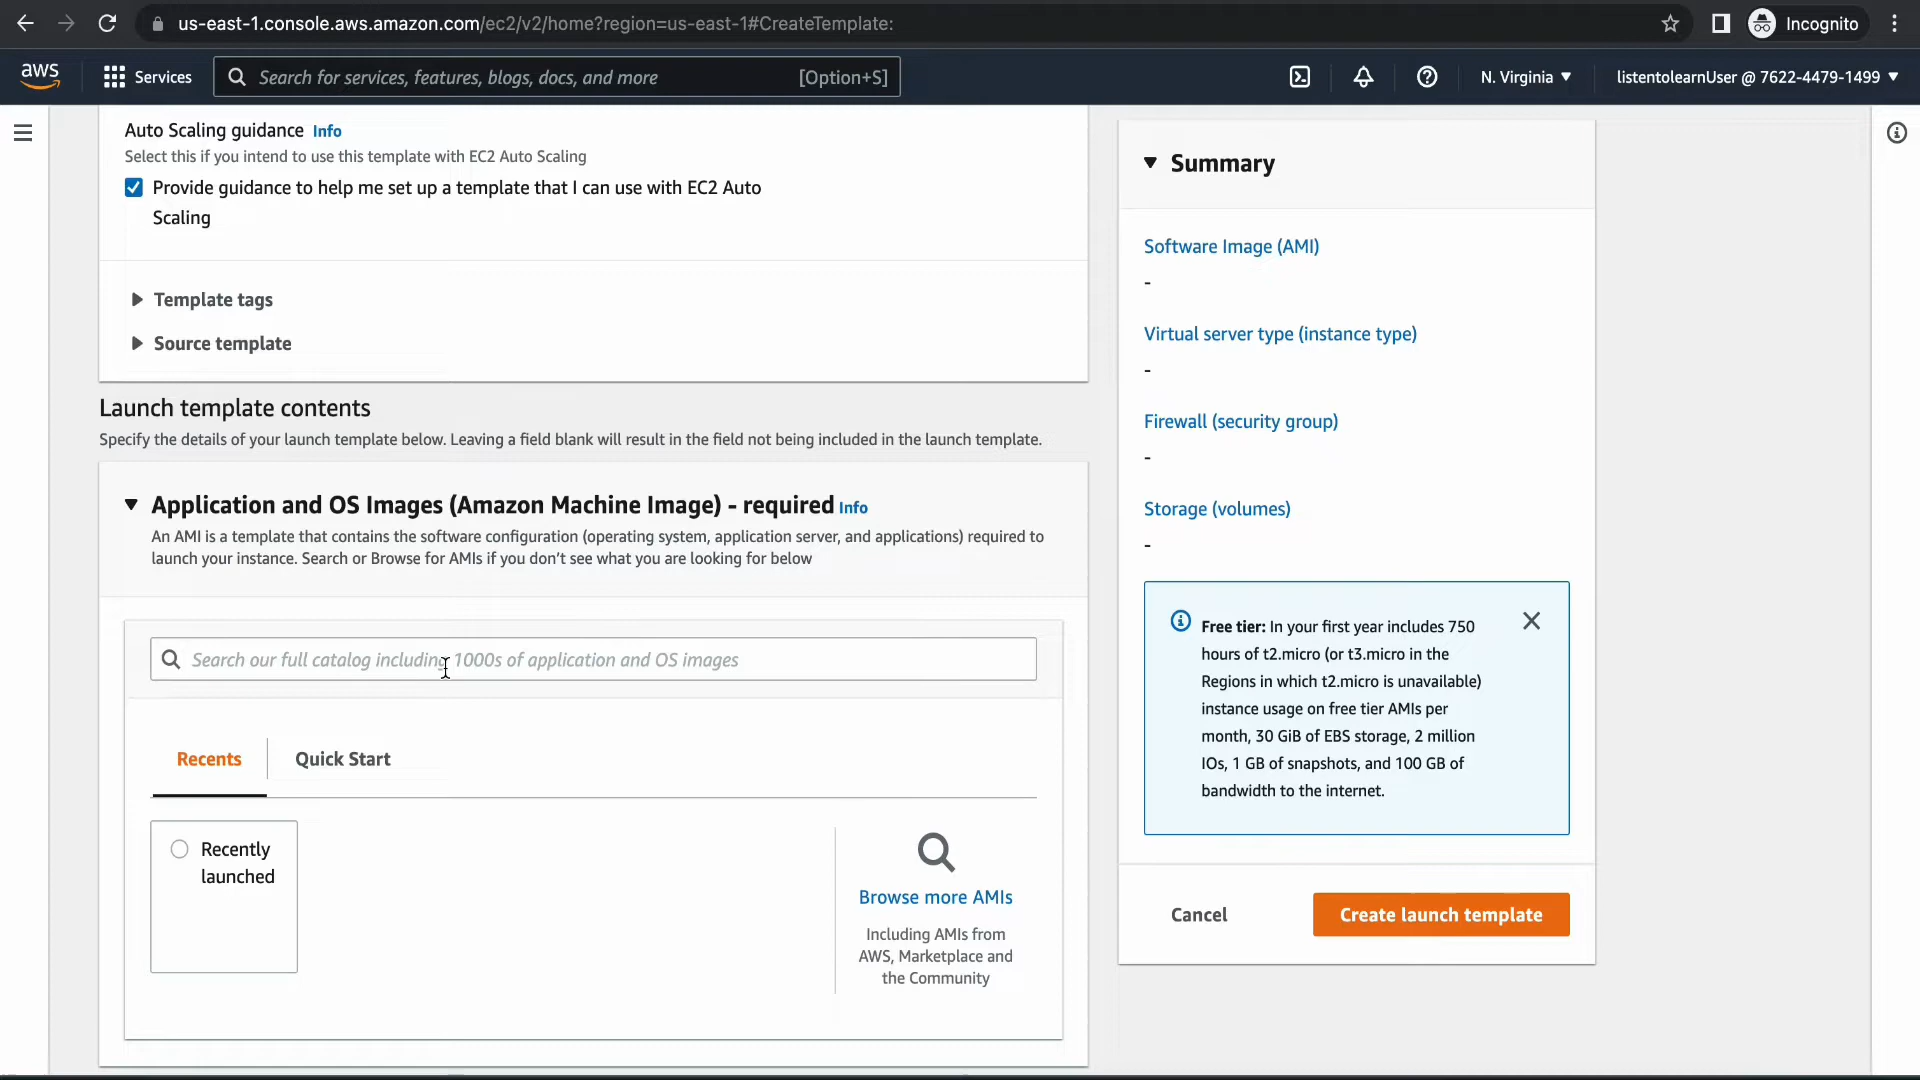 us-east-1.console.aws.amazon.com/ec2/v2/home?region=us-east-1#CreateTemplate:
Incognito
aws
Services
Search for services, features, blogs, docs, and more
[Option+S]
N. Virginia
listentolearnUser @ 7622-4479-1499
Auto Scaling guidance Info
Select this if you intend to use this template with EC2 Auto Scaling
Provide guidance to help me set up a template that I can use with EC2 Auto
Scaling
Template tags
Source template
Launch template contents
Specify the details of your launch template below. Leaving a field blank will result in the field not being included in the launch template.
Application and OS Images (Amazon Machine Image) - required Info
An AMI is a template that contains the software configuration (operating system, application server, and applications) required to
launch your instance. Search or Browse for AMIs if you don’t see what you are looking for below
Search our full catalog including 1000s of application and OS images
Recents
Quick Start
Recently
launched
Browse more AMIs
Including AMIs from
AWS, Marketplace and
the Community
Summary
Software Image (AMI)
-
Virtual server type (instance type)
-
Firewall (security group)
-
Storage (volumes)
-
Free tier: In your first year includes 750
hours of t2.micro (or t3.micro in the
Regions in which t2.micro is unavailable)
instance usage on free tier AMIs per
month, 30 GiB of EBS storage, 2 million
IOs, 1 GB of snapshots, and 100 GB of
bandwidth to the internet.
Cancel
Create launch template